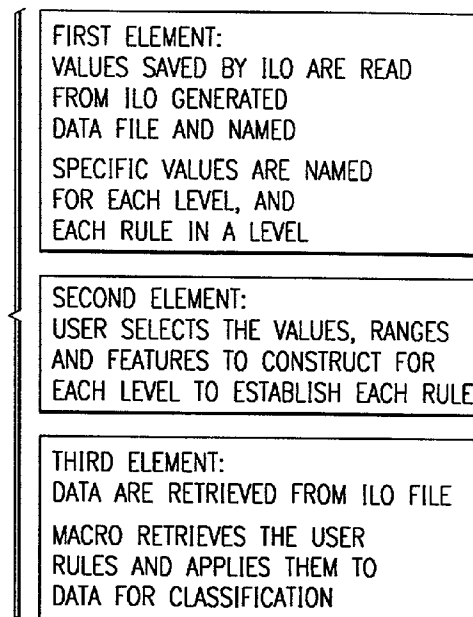 FIRST ELEMENT:
VALUES SAVED BY ILO ARE READ
FROM ILO GENERATED
DATA FILE AND NAMED
SPECIFIC VALUES ARE NAMED
FOR EACH LEVEL, AND
EACH RULE IN A LEVEL
SECOND ELEMENT:
USER SELECTS THE VALUES, RANGES
AND FEATURES TO CONSTRUCT FOR
EACH LEVEL TO ESTABLISH EACH RULE
THIRD ELEMENT:
DATA ARE RETRIEVED FROM ILO FILE
MACRO RETRIEVES THE USER
RULES AND APPLIES THEM TO
DATA FOR CLASSIFICATION